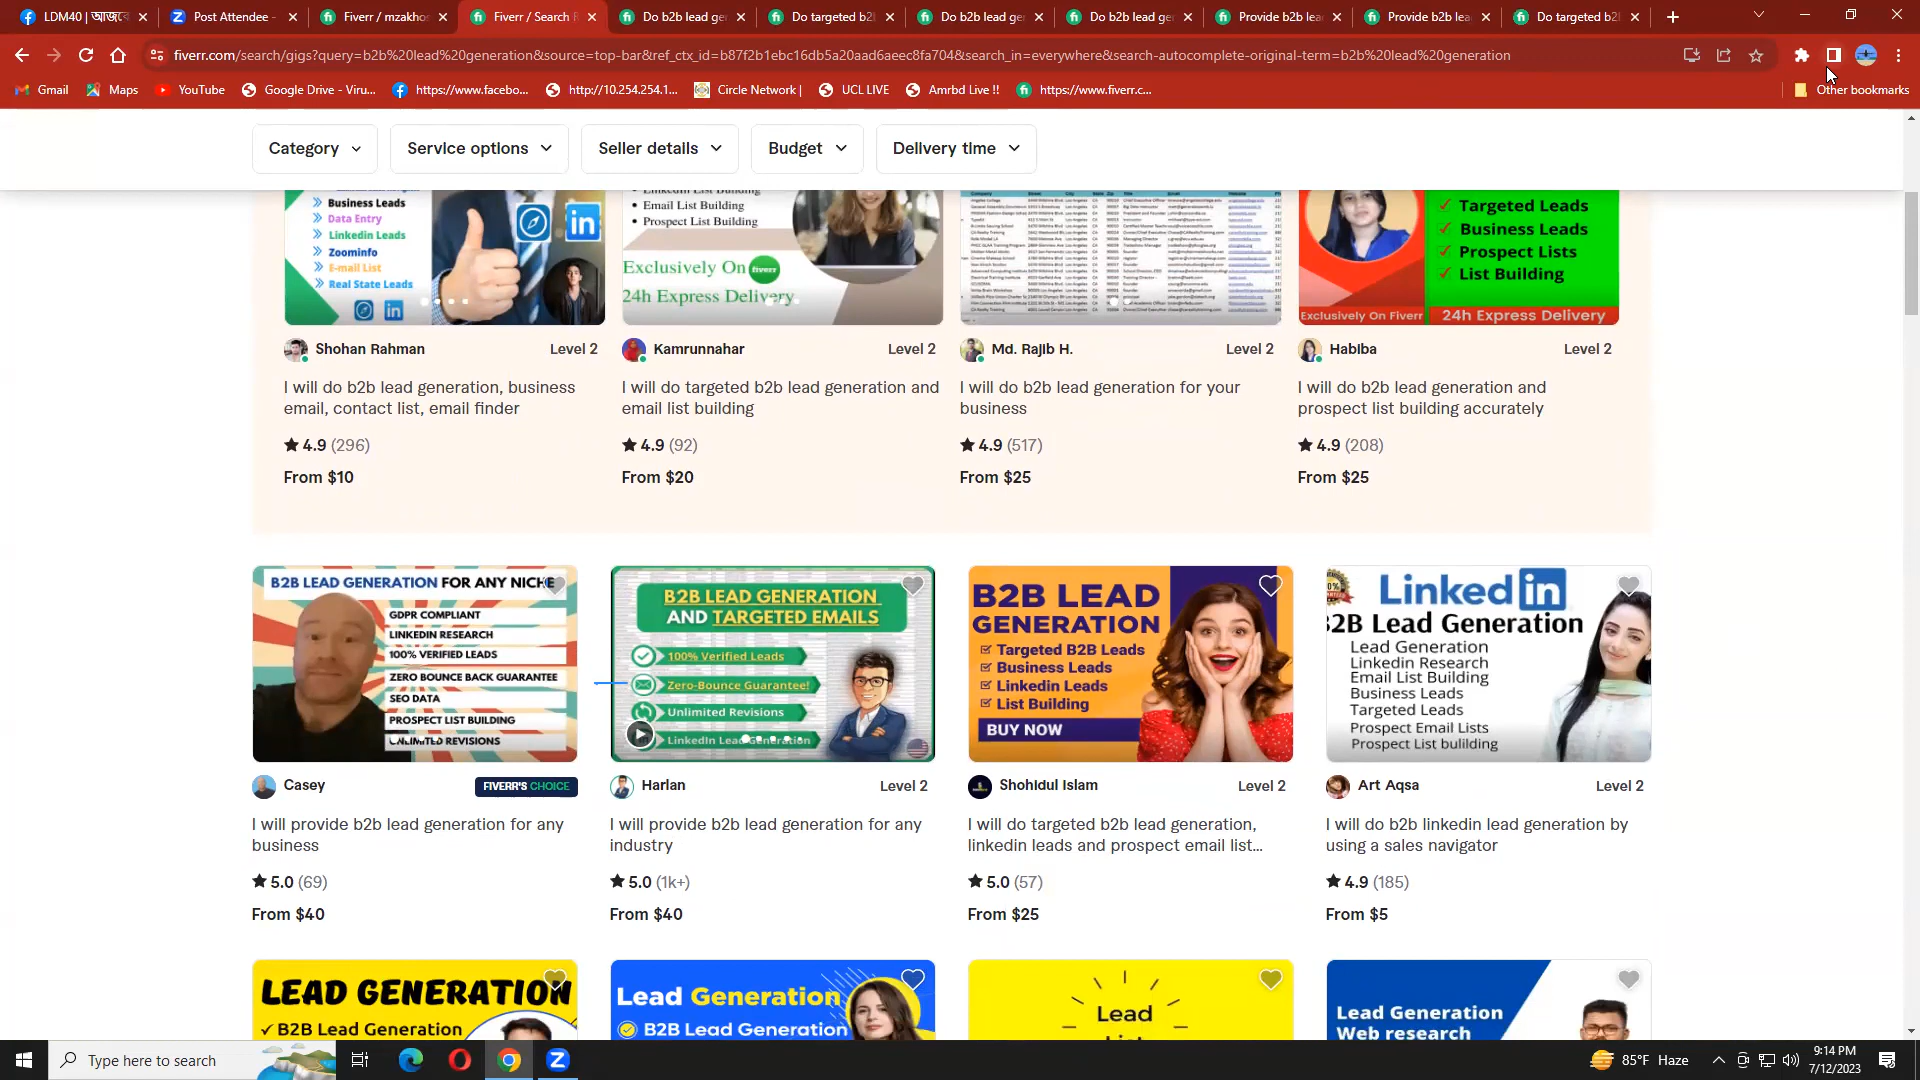 LDM40 | আজকে
Post Attendee -
Fiverr / mzakho
Fiverr / Search R
Do b2b lead ge
Do targeted b2b
Do b2b lead ge
Do b2b lead ge
Provide b2b lea
Provide b2b lea
Do targeted b2b
fiverr.com/search/gigs?query=b2b%20lead%20generation&source=top-bar&ref_ctx_id=b87f2b1ebc16db5a20aad6aeec8fa704&search_in=everywhere&search-autocomplete-original-term=b2b%20lead%20generation
Gmail
Maps
YouTube
Google Drive - Viru...
https://www.facebo...
http://10.254.254.1...
Circle Network |
UCL LIVE
Amrbd Live !!
https://www.fiverr.c...
Other bookmarks
Category
Service options
Seller details
Budget
Delivery time
Business Leads
Data Entry
Linkedin Leads
Zoominfo
E-mail List
Real State Leads
Email List Building
Prospect List Building
Exclusively On fiverr
24h Express Delivery
Targeted Leads
Business Leads
Prospect Lists
List Building
Exclusively On Fiverr
24h Express Delivery
Shohan Rahman Level 2
Kamrunnahar Level 2
Md. Rajib H. Level 2
Habiba Level 2
I will do b2b lead generation, business
email, contact list, email finder
I will do targeted b2b lead generation and
email list building
I will do b2b lead generation for your
business
I will do b2b lead generation and
prospect list building accurately
4.9 (296)
4.9 (92)
4.9 (517)
4.9 (208)
From $10
From $20
From $25
From $25
B2B LEAD GENERATION FOR ANY NICHE
GDPR COMPLIANT
LINKEDIN RESEARCH
100% VERIFIED LEADS
ZERO BOUNCE BACK GUARANTEE
SEO DATA
PROSPECT LIST BUILDING
UNLIMITED REVISIONS
B2B LEAD GENERATION
AND TARGETED EMAILS
100% Verified Leads
Zero-Bounce Guarantee!
Unlimited Revisions
LinkedIn Lead Generation
B2B LEAD
GENERATION
Targeted B2B Leads
Business Leads
Linkedin Leads
List Building
BUY NOW
Linked in
B2B Lead Generation
Lead Generation
Linkedin Research
Email List Building
Business Leads
Targeted Leads
Prospect Email Lists
Prospect List buliilding
Casey FIVERR'S CHOICE
Harlan Level 2
Shohidul Islam Level 2
Art Aqsa Level 2
I will provide b2b lead generation for any
business
I will provide b2b lead generation for any
industry
I will do targeted b2b lead generation,
linkedin leads and prospect email list...
I will do b2b linkedin lead generation by
using a sales navigator
5.0 (69)
5.0 (1k+)
5.0 (57)
4.9 (185)
From $40
From $40
From $25
From $5
LEAD GENERATION
B2B Lead Generation
Lead Generation
B2B Lead Generation
Lead
Lead Generation
Web research
Type here to search
85°F Haze
9:14 PM
7/12/2023